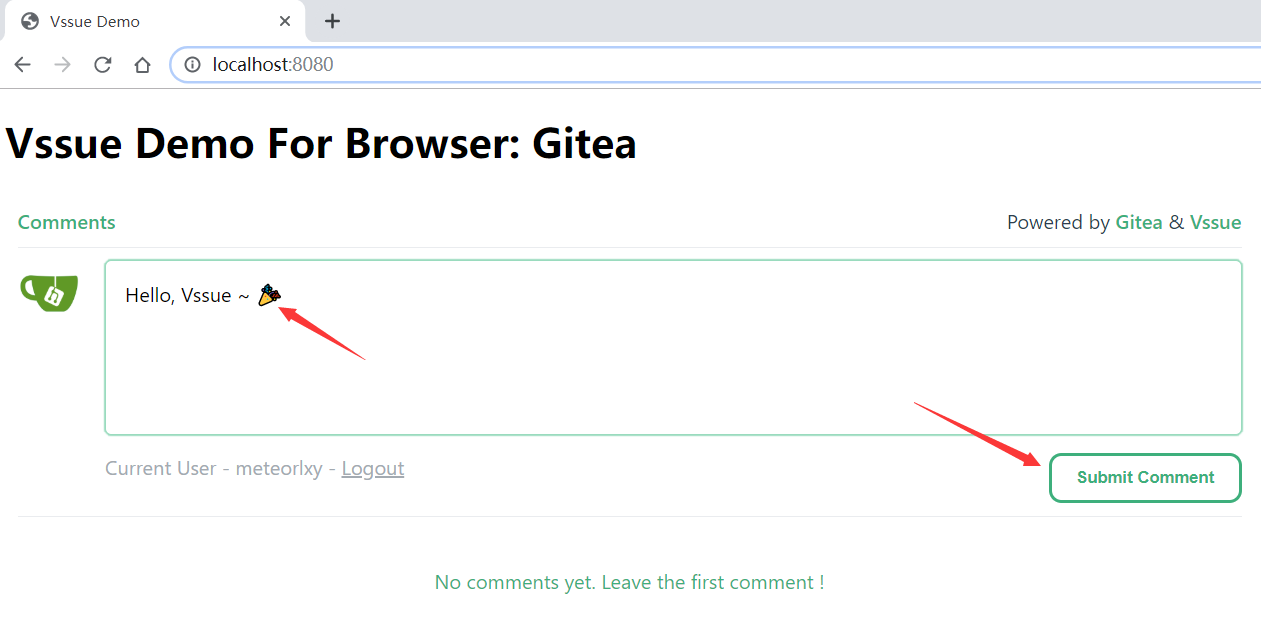 Vssue Demo
localhost:8080
Vssue Demo For Browser: Gitea
Comments
Powered by Gitea & Vssue
Hello, Vssue ~ 🎉
Current User - meteorlxy - Logout
Submit Comment
No comments yet. Leave the first comment !